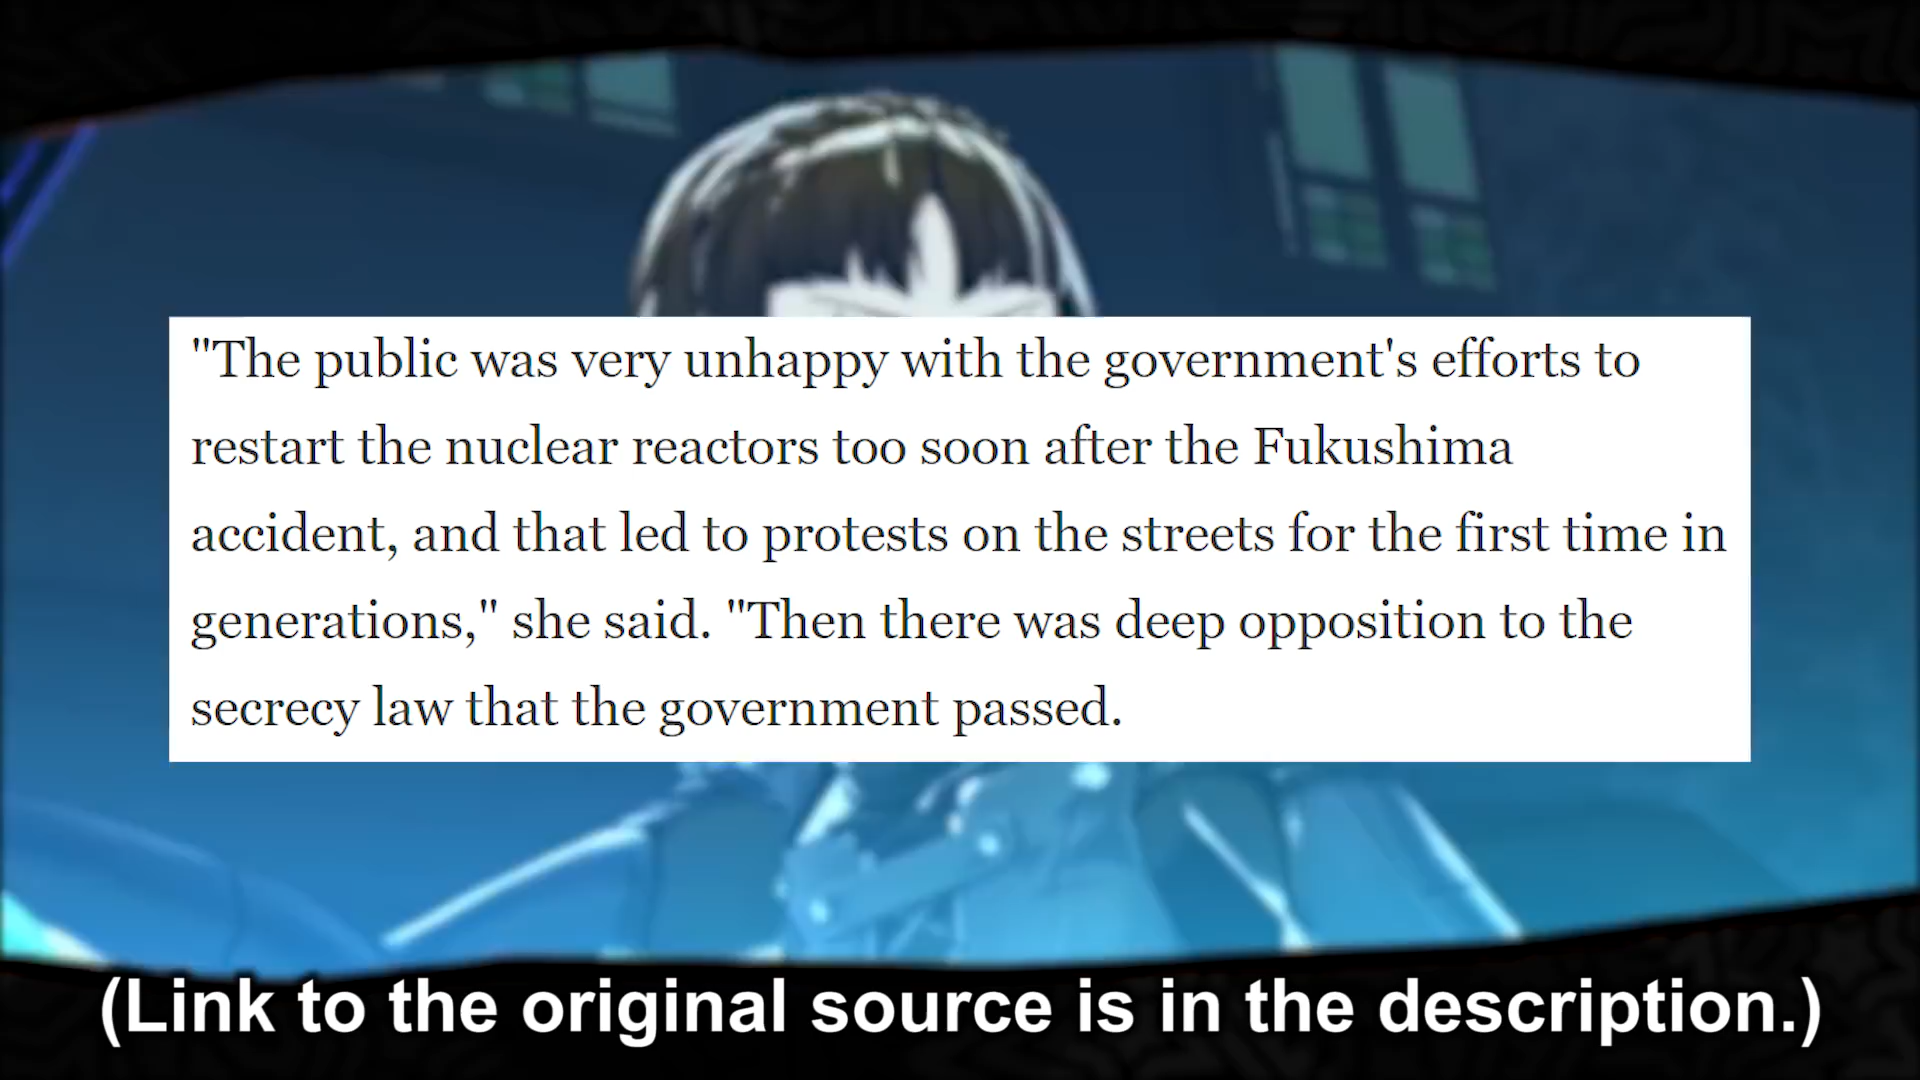 "The public was very unhappy with the government's efforts to
restart the nuclear reactors too soon after the Fukushima
accident, and that led to protests on the streets for the first time in
generations," she said. "Then there was deep opposition to the
secrecy law that the government passed.
(Link to the original source is in the description.)